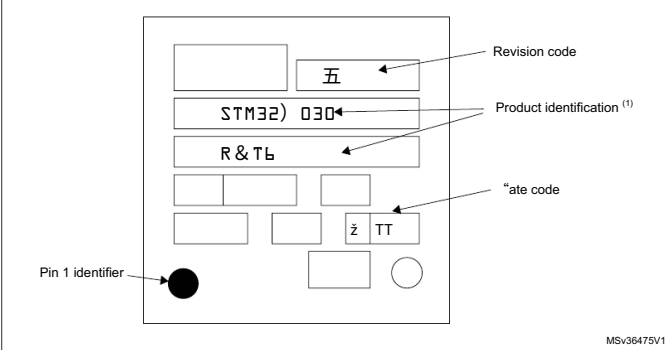 Revision code
五
STM32) 030
Product identification (1)
R&T6
“ate code
ž TT
Pin 1 identifier
MSv36475V1